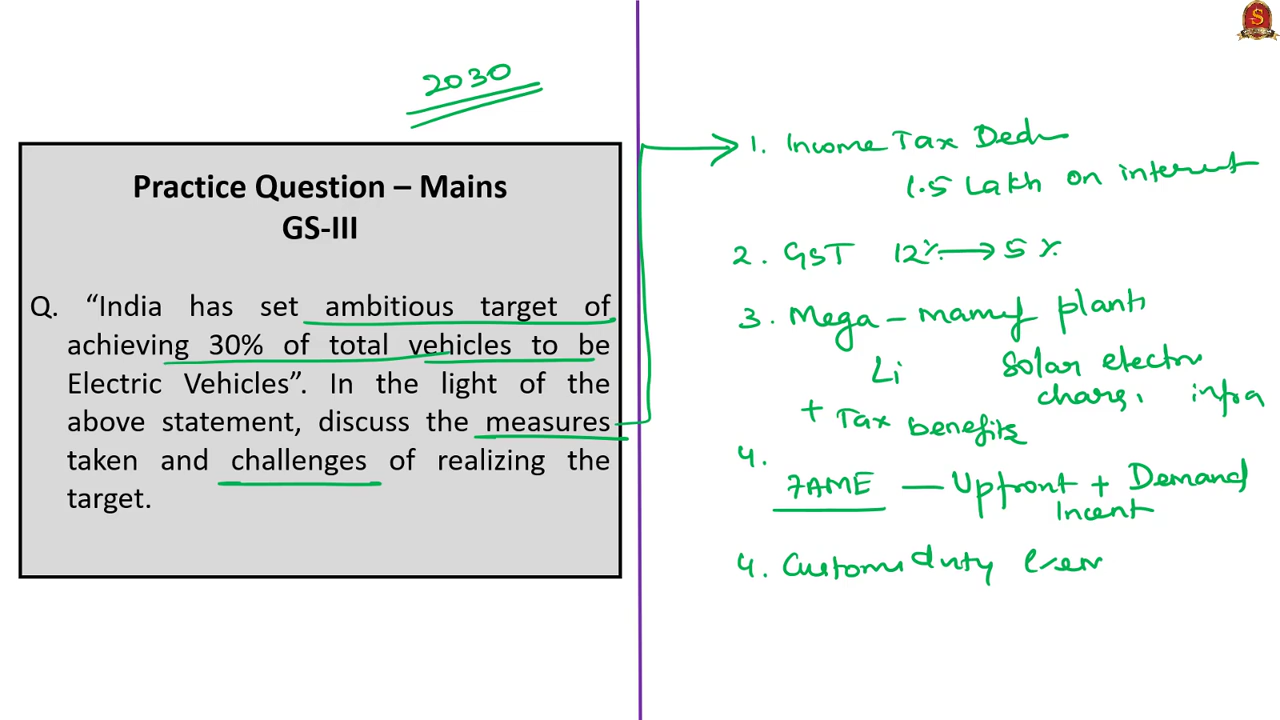 2030
Practice Question – Mains
GS-III
Q. “India has set ambitious target of
achieving 30% of total vehicles to be
Electric Vehicles”. In the light of the
above statement, discuss the measures
taken and challenges of realizing the
target.
1. Income Tax Ded
1.5 Lakh on interest
2. GST 12% → 5%
3. Mega - manuf plants
Li Solar electric
charg. infra
+ Tax benefits
4.
FAME — Upfront + Demand
Incent
4. Customs duty
S